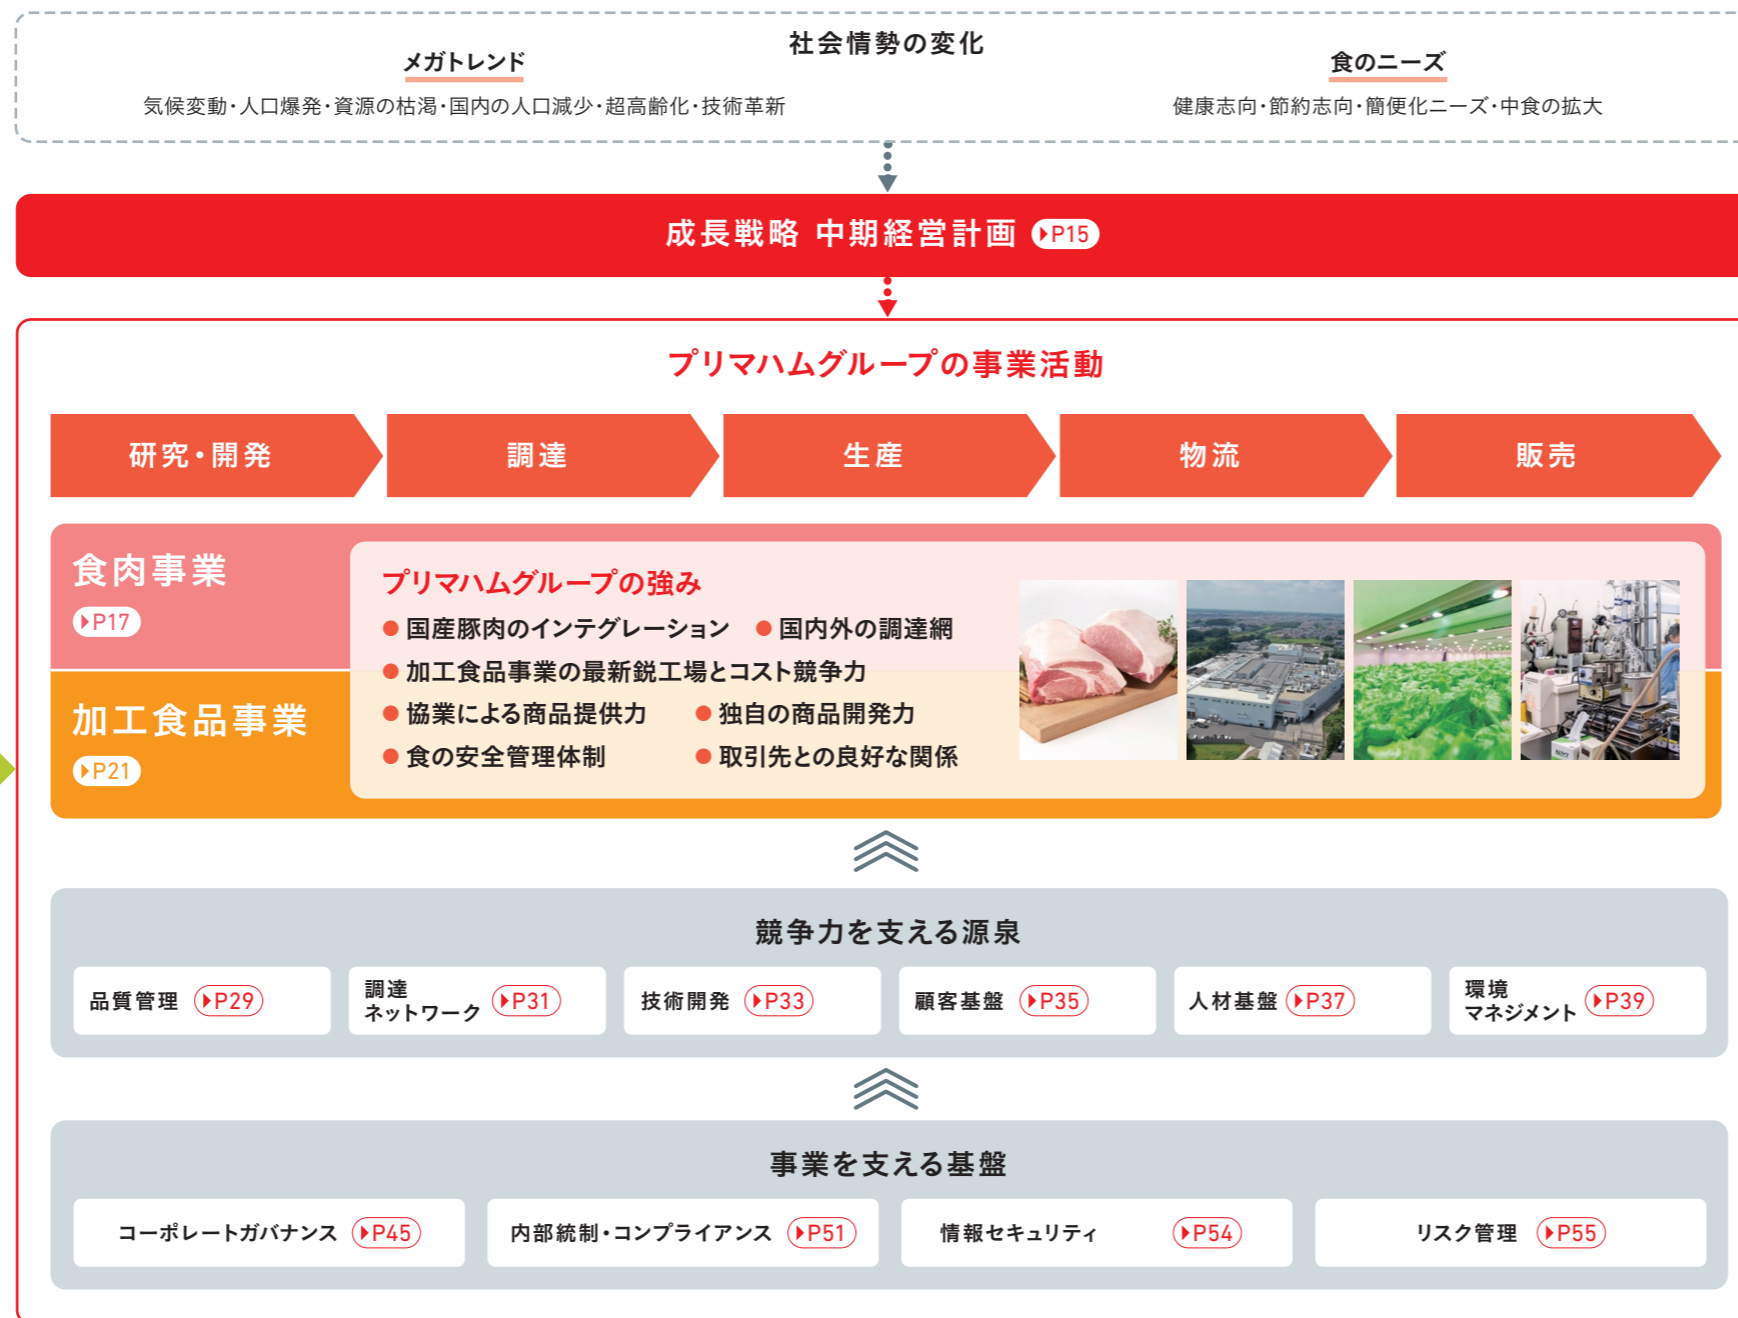 社会情勢の変化
メガトレンド
気候変動・人口爆発・資源の枯渇・国内の人口減少・超高齢化・技術革新
食のニーズ
健康志向・節約志向・簡便化ニーズ・中食の拡大
成長戦略 中期経営計画 P15
プリマハムグループの事業活動
研究・開発
調達
生産
物流
販売
食肉事業
P17
加工食品事業
P21
プリマハムグループの強み
● 国産豚肉のインテグレーション ● 国内外の調達網
● 加工食品事業の最新鋭工場とコスト競争力
● 協業による商品提供力 ● 独自の商品開発力
● 食の安全管理体制 ● 取引先との良好な関係
競争力を支える源泉
品質管理 P29
調達
ネットワーク P31
技術開発 P33
顧客基盤 P35
人材基盤 P37
環境
マネジメント P39
事業を支える基盤
コーポレートガバナンス P45
内部統制・コンプライアンス P51
情報セキュリティ P54
リスク管理 P55